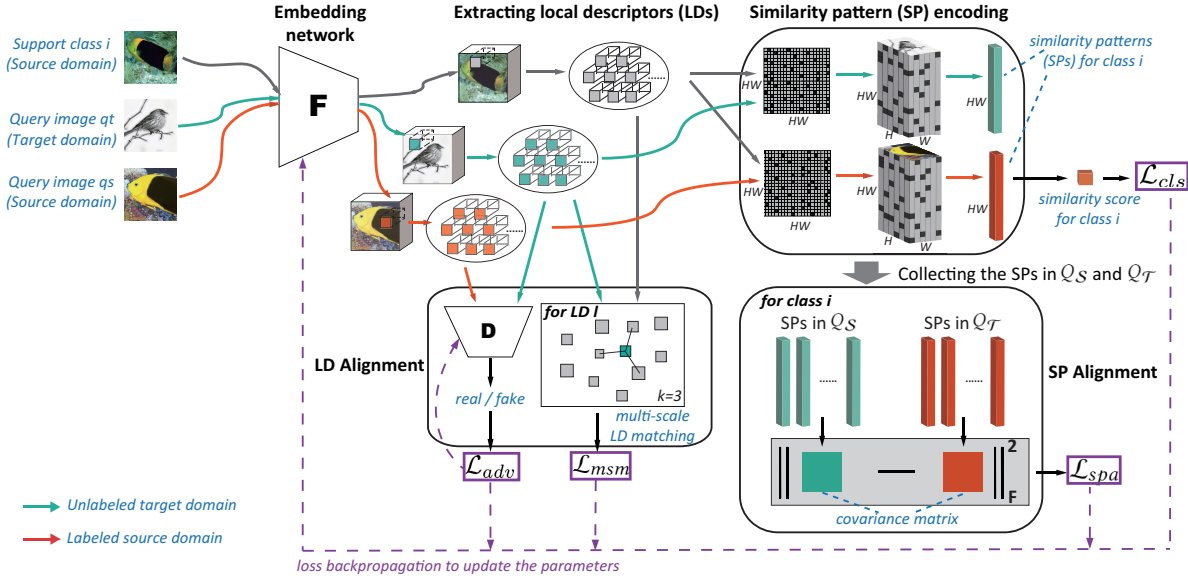 Embedding
network
Extracting local descriptors (LDs)
Similarity pattern (SP) encoding
Support class i
(Source domain)
Query image qt
(Target domain)
Query image qs
(Source domain)
F
......
......
......
HW
HW
H
W
HW
HW
HW
H
W
HW
similarity patterns
(SPs) for class i
similarity score
for class i
ℒcls
Collecting the SPs in 𝒬𝒮 and 𝒬𝒯
LD Alignment
D
real / fake
for LD l
k=3
multi-scale
LD matching
ℒadv
ℒmsm
for class i
SPs in 𝒬𝒮
SPs in 𝒬𝒯
......
......
SP Alignment
2
F
covariance matrix
ℒspa
Unlabeled target domain
Labeled source domain
loss backpropagation to update the parameters